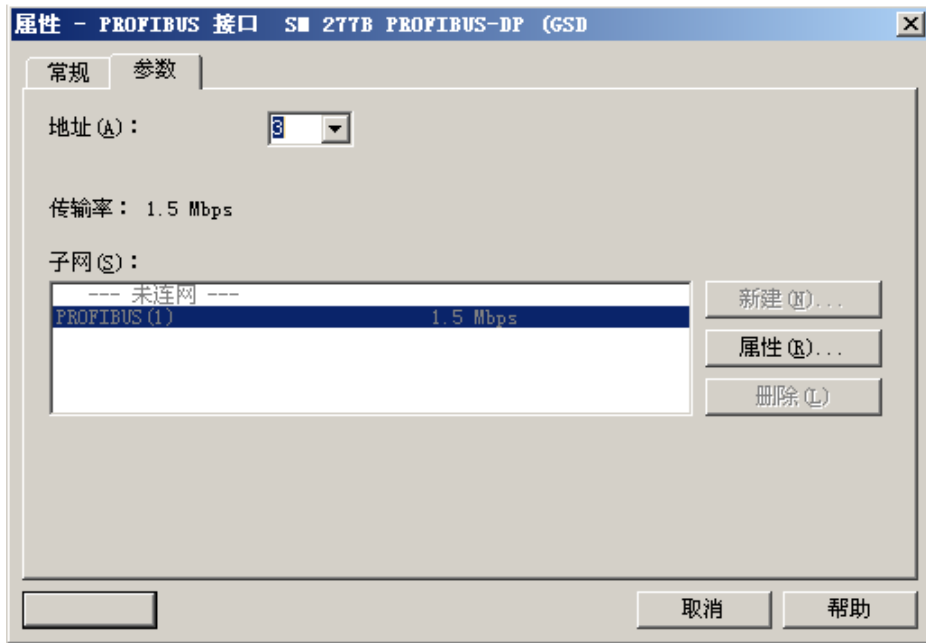 属性 - PROFIBUS 接口 SM 277B PROFIBUS-DP (GSD
常规 参数
地址(A)： 3
传输率： 1.5 Mbps
子网(S)：
--- 未连网 ---
PROFIBUS(1) 1.5 Mbps
新建(N)...
属性(R)...
删除(L)
取消 帮助